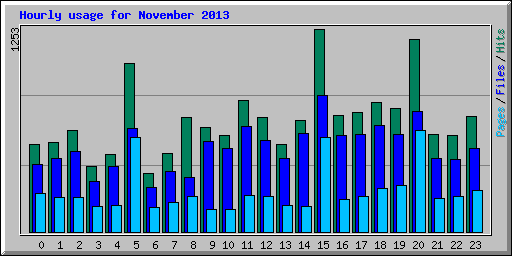 Hourly usage for November 2013
1253
Pages / Files / Hits
0 1 2 3 4 5 6 7 8 9 10 11 12 13 14 15 16 17 18 19 20 21 22 23